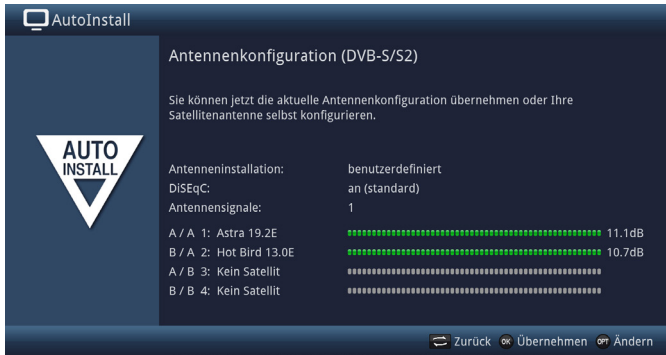 AutoInstall
Antennenkonfiguration (DVB-S/S2)
Sie können jetzt die aktuelle Antennenkonfiguration übernehmen oder Ihre
Satellitenantenne selbst konfigurieren.
AUTO
INSTALL
Antenneninstallation: benutzerdefiniert
DiSEqC: an (standard)
Antennensignale: 1
A / A 1: Astra 19.2E 11.1dB
B / A 2: Hot Bird 13.0E 10.7dB
A / B 3: Kein Satellit
B / B 4: Kein Satellit
Zurück OK Übernehmen OPT Ändern